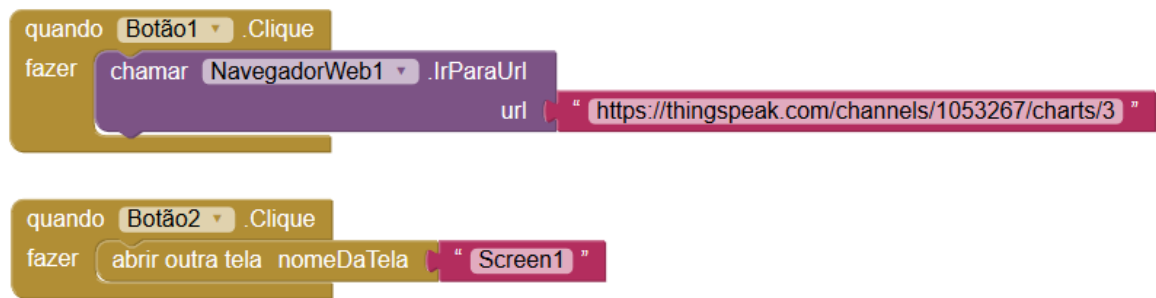 quando Botão1 .Clique
fazer chamar NavegadorWeb1 .IrParaUrl
url " https://thingspeak.com/channels/1053267/charts/3 "
quando Botão2 .Clique
fazer abrir outra tela nomeDaTela " Screen1 "